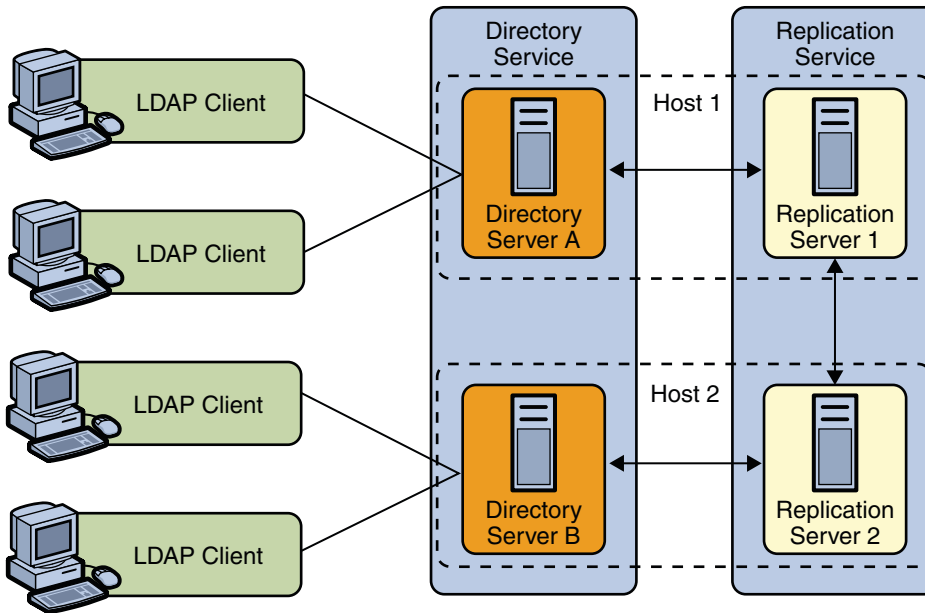 Directory
Service
Replication
Service
LDAP Client
Host 1
Directory
Server A
Replication
Server 1
LDAP Client
LDAP Client
Host 2
Directory
Server B
Replication
Server 2
LDAP Client